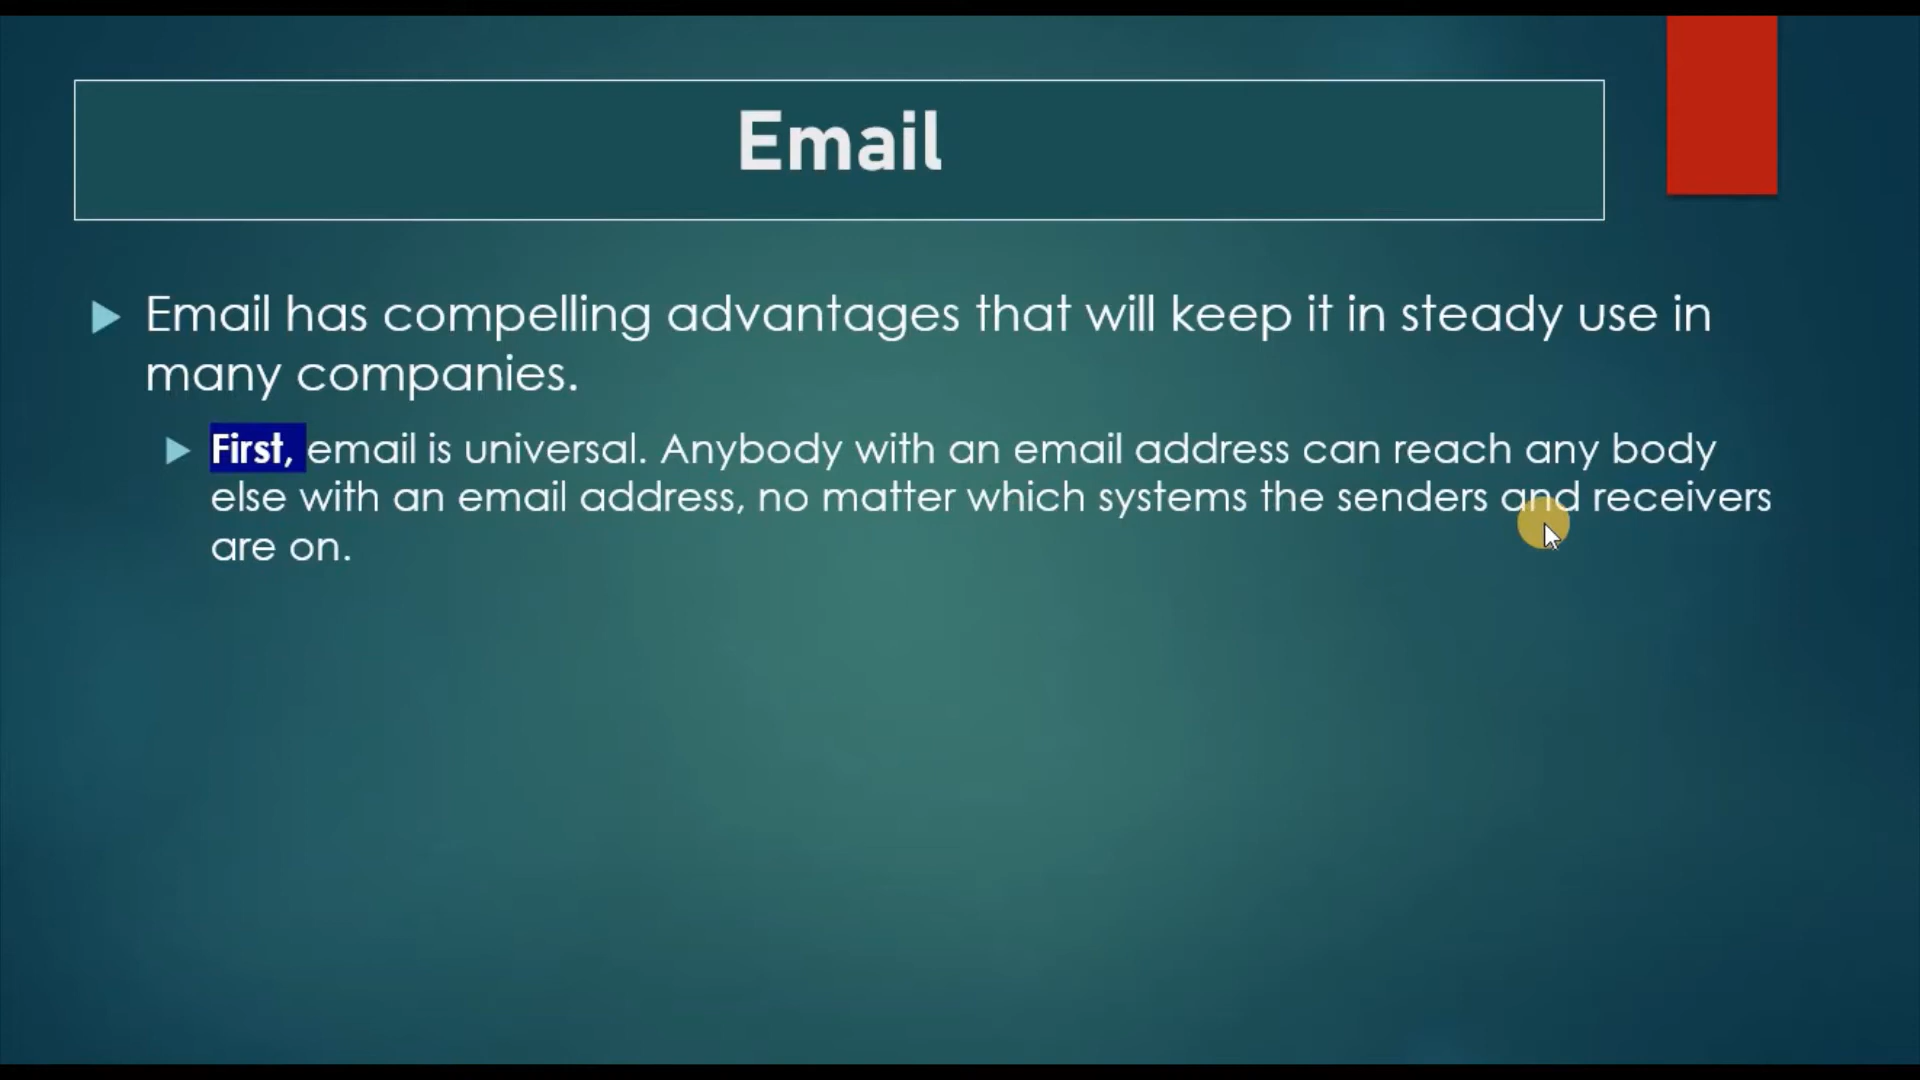 Email
Email has compelling advantages that will keep it in steady use in
many companies.
First, email is universal. Anybody with an email address can reach any body
else with an email address, no matter which systems the senders and receivers
are on.